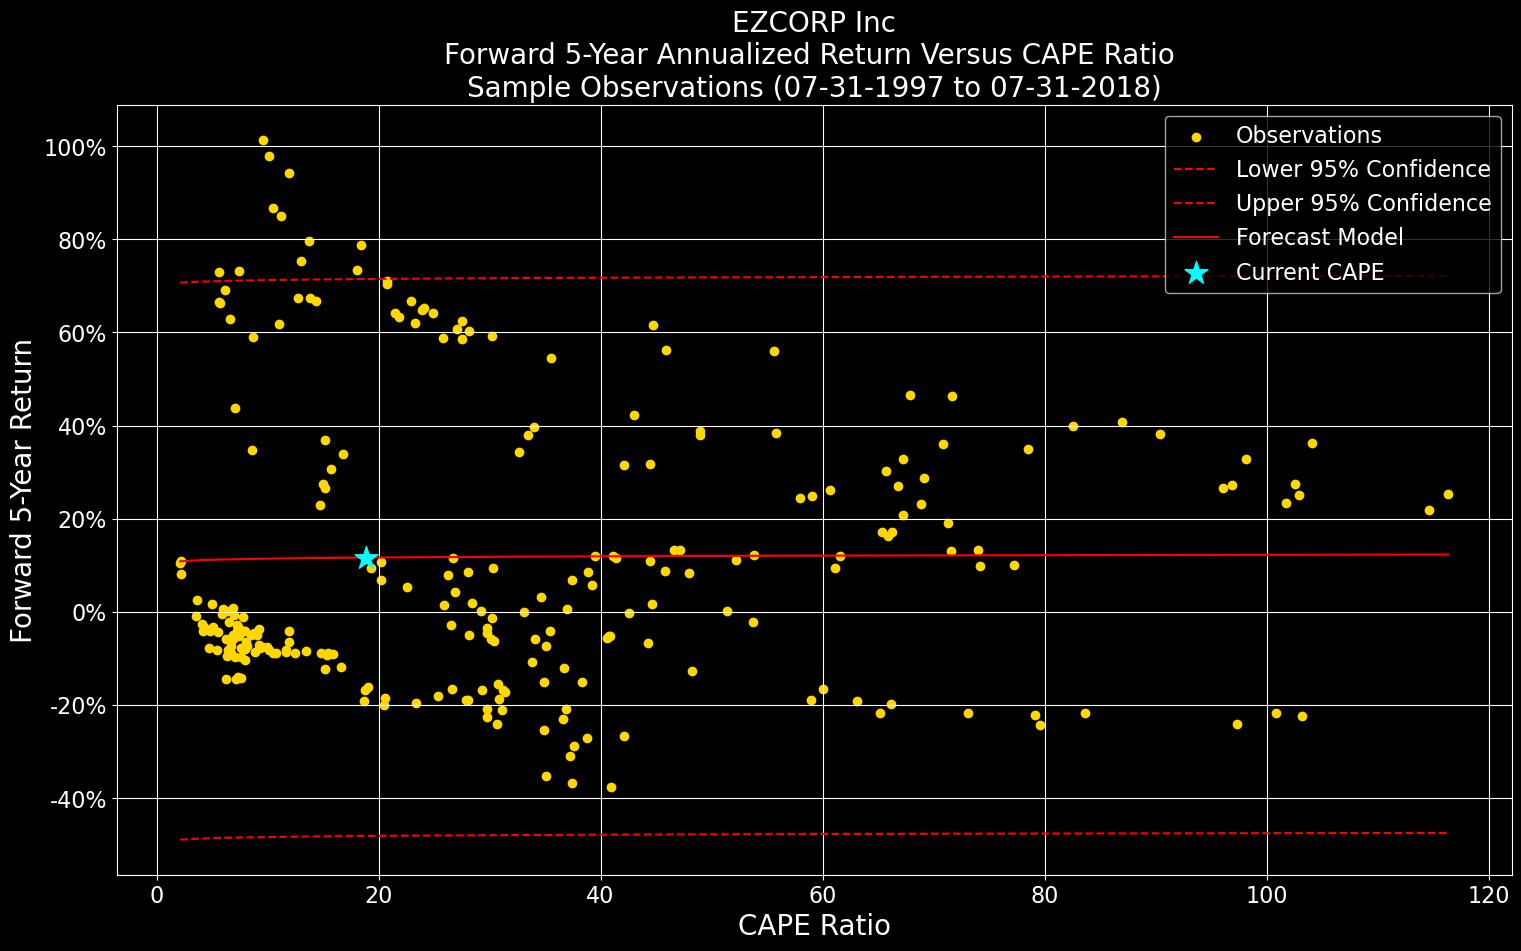 EZCORP Inc
Forward 5-Year Annualized Return Versus CAPE Ratio
Sample Observations (07-31-1997 to 07-31-2018)
Observations
Lower 95% Confidence
Upper 95% Confidence
Forecast Model
Current CAPE
Forward 5-Year Return
100%
80%
60%
40%
20%
0%
-20%
-40%
0 20 40 60 80 100 120
CAPE Ratio